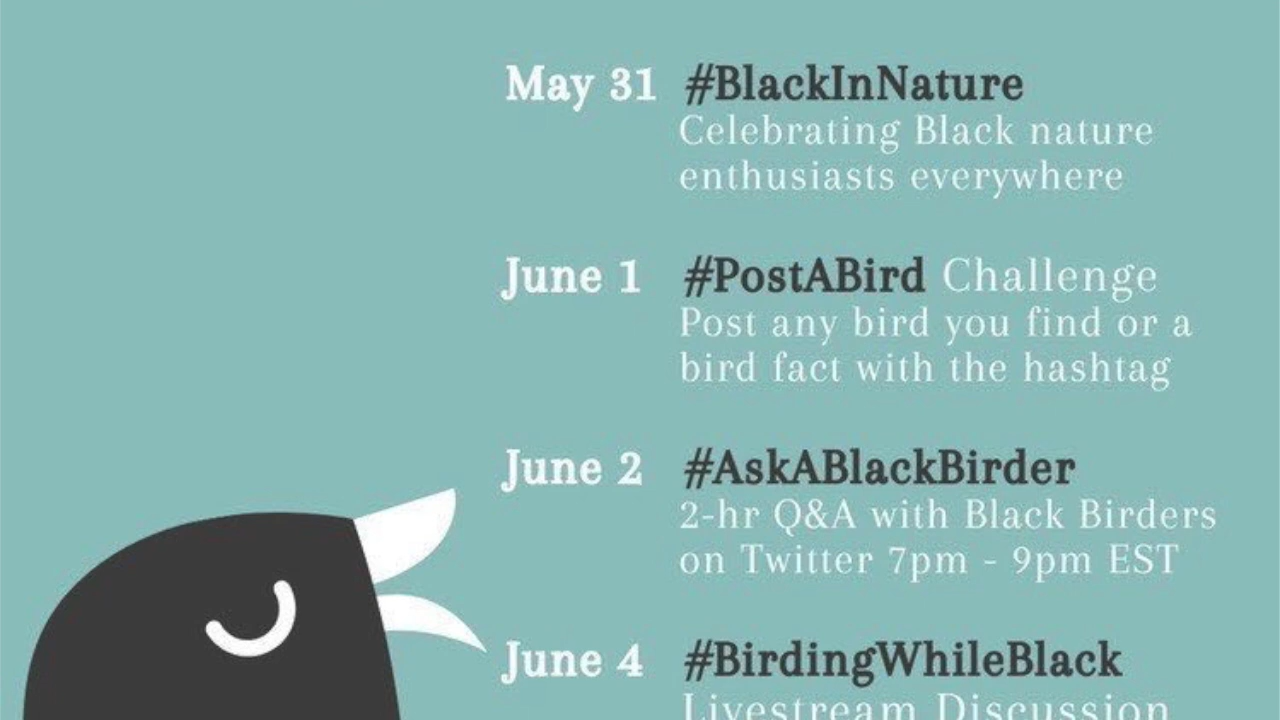 May 31 #BlackInNature
Celebrating Black nature
enthusiasts everywhere
June 1 #PostABird Challenge
Post any bird you find or a
bird fact with the hashtag
June 2 #AskABlackBirder
2-hr Q&A with Black Birders
on Twitter 7pm - 9pm EST
June 4 #BirdingWhileBlack
Livestream Discussion